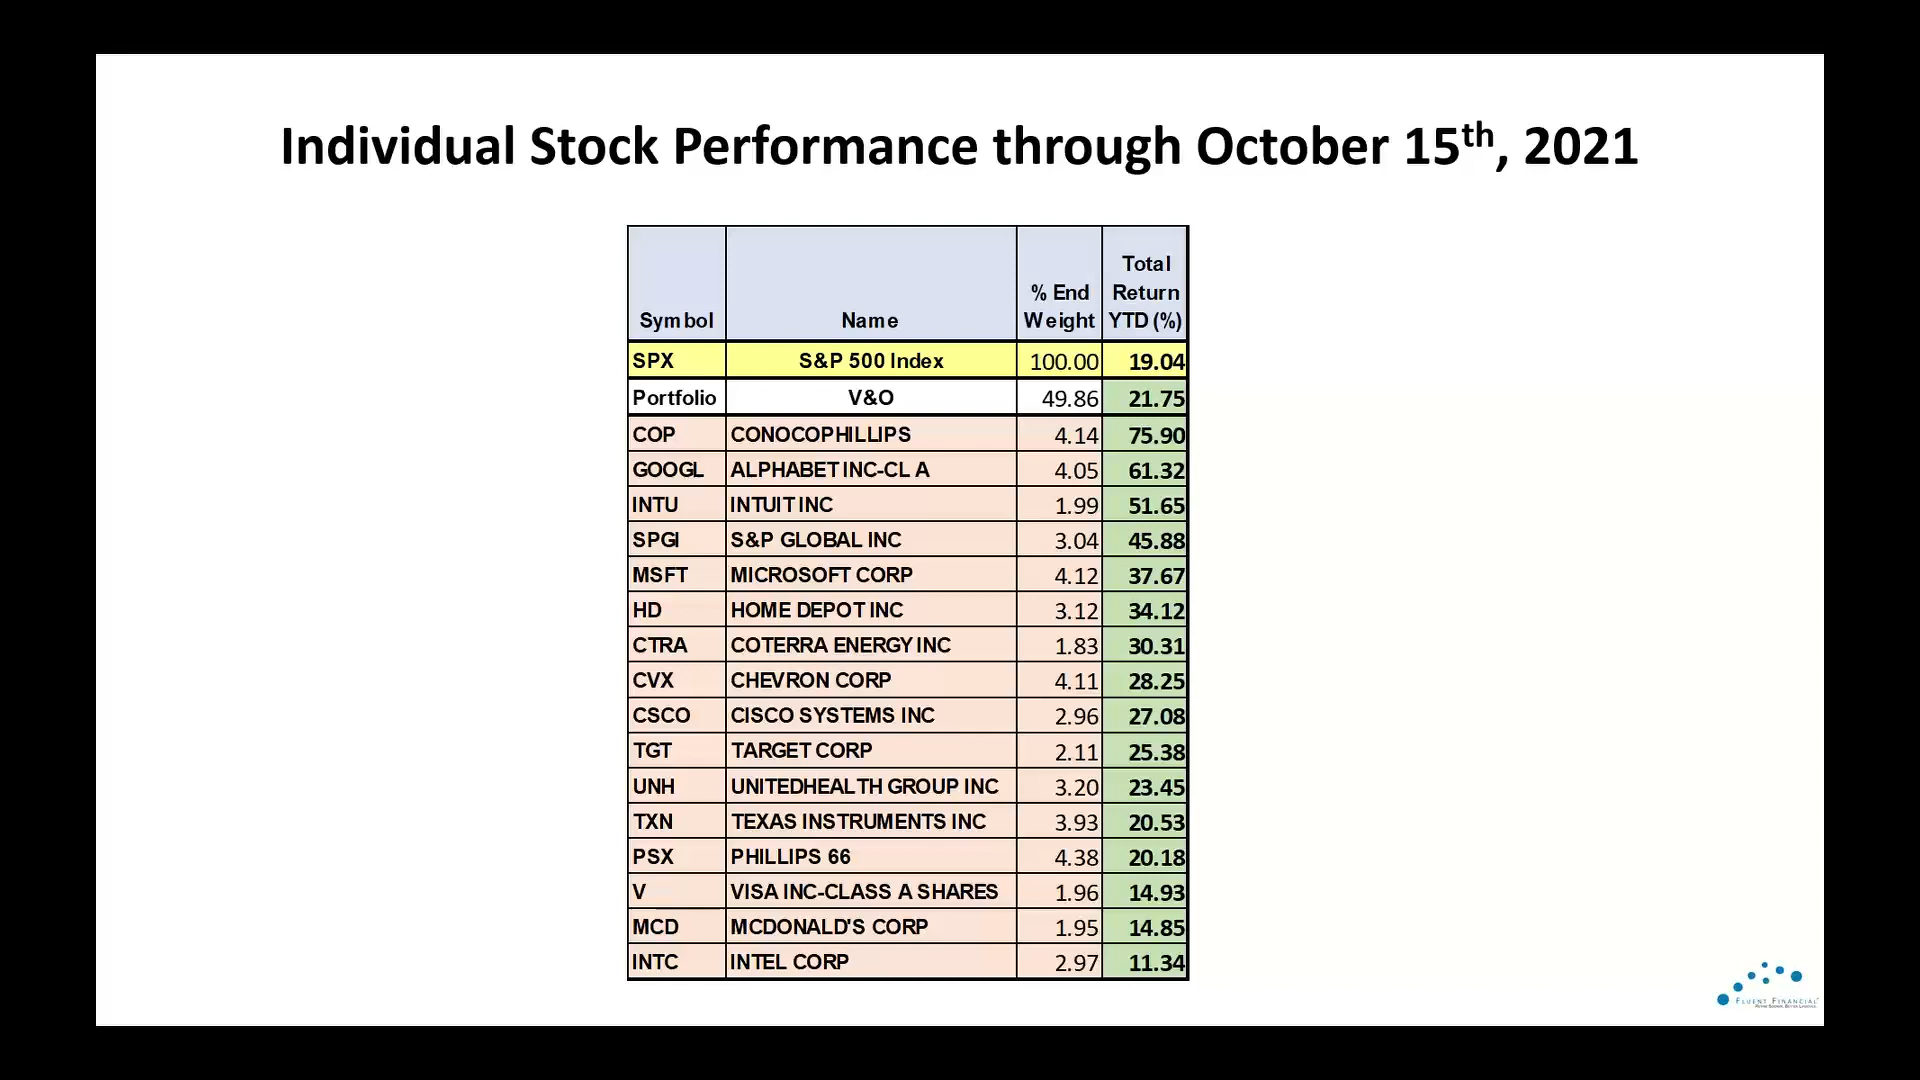 Individual Stock Performance through October 15th, 2021
Symbol Name % End Weight Total Return YTD (%)
SPX S&P 500 Index 100.00 19.04
Portfolio V&O 49.86 21.75
COP CONOCOPHILLIPS 4.14 75.90
GOOGL ALPHABET INC-CL A 4.05 61.32
INTU INTUIT INC 1.99 51.65
SPGI S&P GLOBAL INC 3.04 45.88
MSFT MICROSOFT CORP 4.12 37.67
HD HOME DEPOT INC 3.12 34.12
CTRA COTERRA ENERGY INC 1.83 30.31
CVX CHEVRON CORP 4.11 28.25
CSCO CISCO SYSTEMS INC 2.96 27.08
TGT TARGET CORP 2.11 25.38
UNH UNITEDHEALTH GROUP INC 3.20 23.45
TXN TEXAS INSTRUMENTS INC 3.93 20.53
PSX PHILLIPS 66 4.38 20.18
V VISA INC-CLASS A SHARES 1.96 14.93
MCD MCDONALD'S CORP 1.95 14.85
INTC INTEL CORP 2.97 11.34
FLUENT FINANCIAL